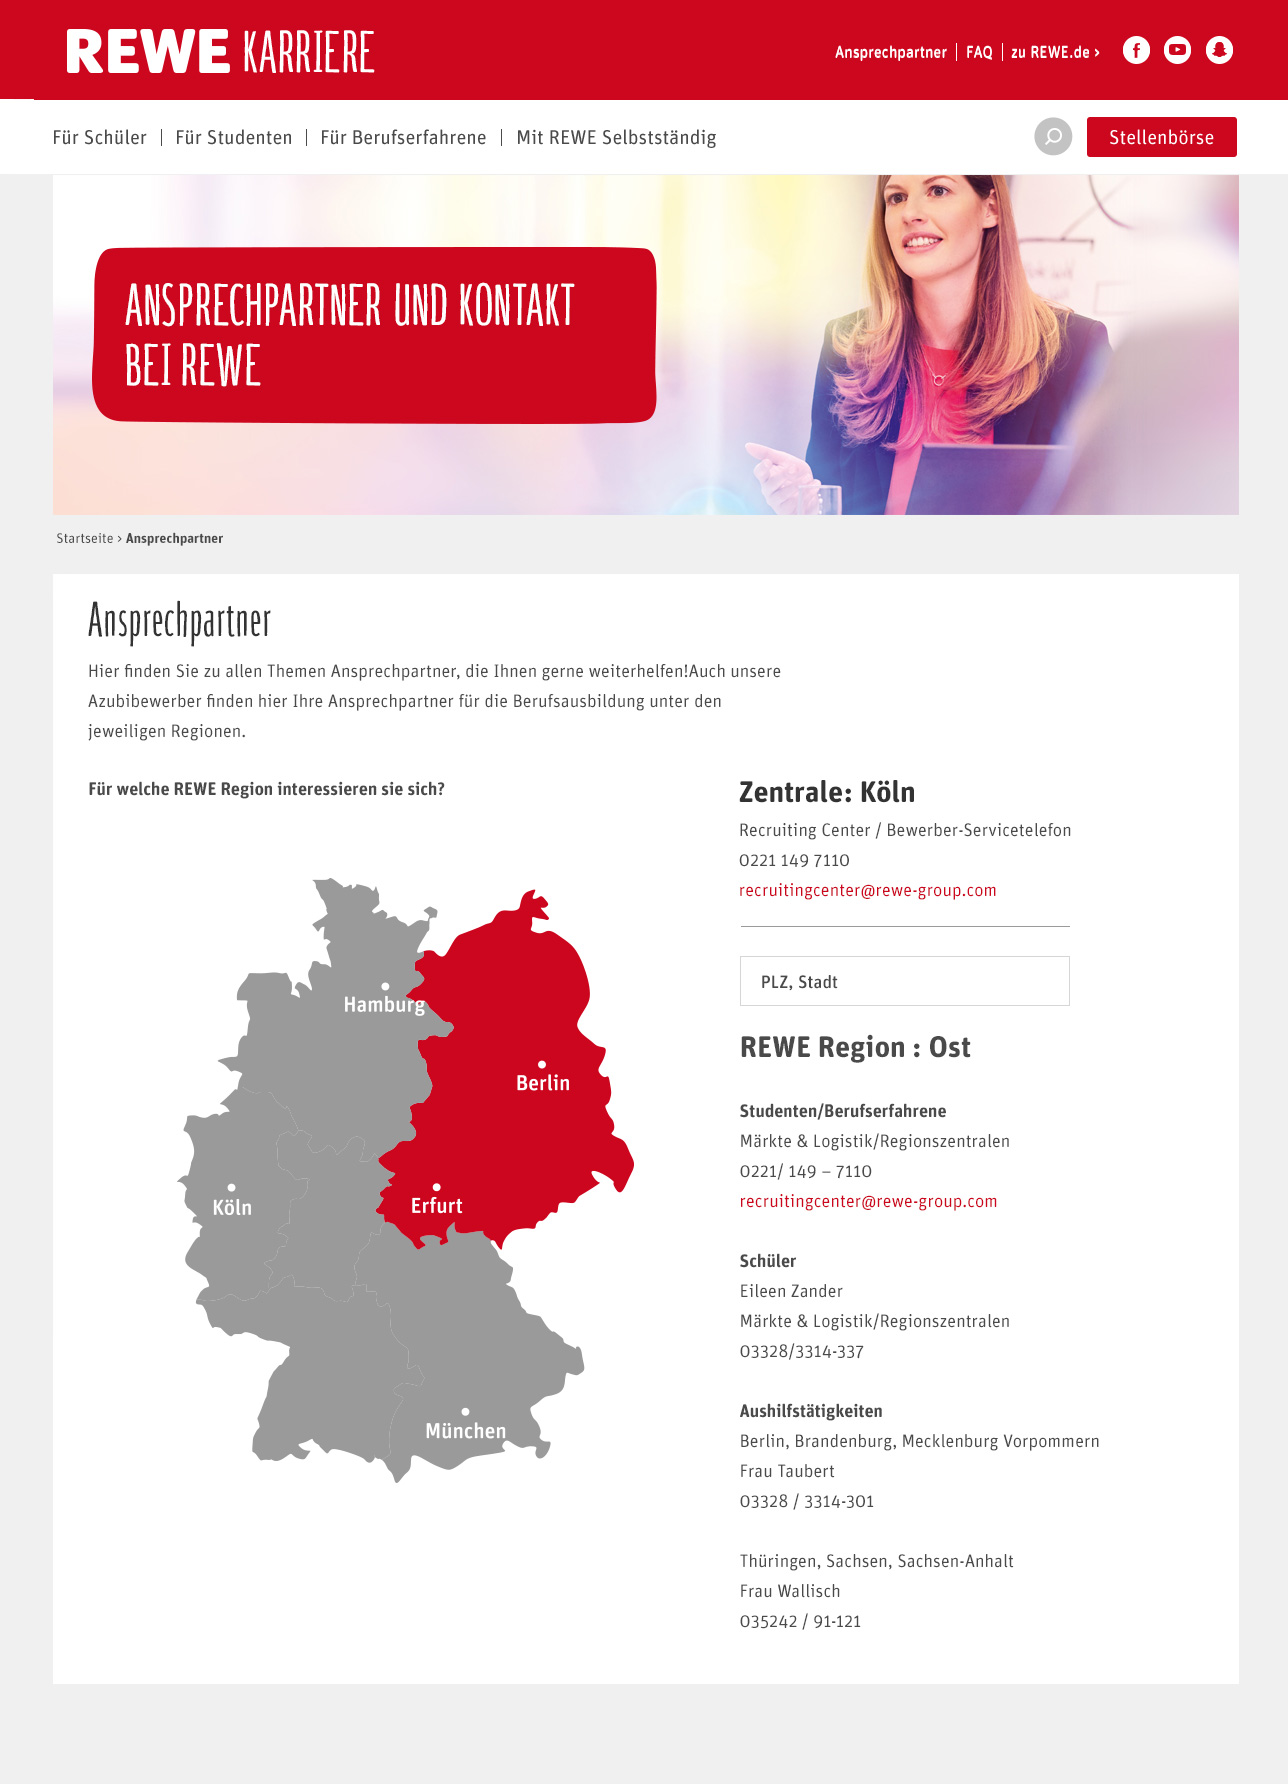 REWE KARRIERE
Ansprechpartner | FAQ | zu REWE.de ›
Für Schüler | Für Studenten | Für Berufserfahrene | Mit REWE Selbstständig
Stellenbörse
ANSPRECHPARTNER UND KONTAKT
BEI REWE
Startseite › Ansprechpartner
Ansprechpartner
Hier finden Sie zu allen Themen Ansprechpartner, die Ihnen gerne weiterhelfen!Auch unsere
Azubibewerber finden hier Ihre Ansprechpartner für die Berufsausbildung unter den
jeweiligen Regionen.
Für welche REWE Region interessieren sie sich?
Hamburg
Berlin
Köln
Erfurt
München
Zentrale: Köln
Recruiting Center / Bewerber-Servicetelefon
0221 149 7110
recruitingcenter@rewe-group.com
PLZ, Stadt
REWE Region : Ost
Studenten/Berufserfahrene
Märkte & Logistik/Regionszentralen
0221/ 149 – 7110
recruitingcenter@rewe-group.com
Schüler
Eileen Zander
Märkte & Logistik/Regionszentralen
03328/3314-337
Aushilfstätigkeiten
Berlin, Brandenburg, Mecklenburg Vorpommern
Frau Taubert
03328 / 3314-301
Thüringen, Sachsen, Sachsen-Anhalt
Frau Wallisch
035242 / 91-121